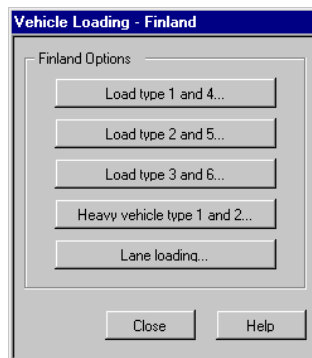 Vehicle Loading - Finland
Finland Options
Load type 1 and 4...
Load type 2 and 5...
Load type 3 and 6...
Heavy vehicle type 1 and 2...
Lane loading...
Close Help